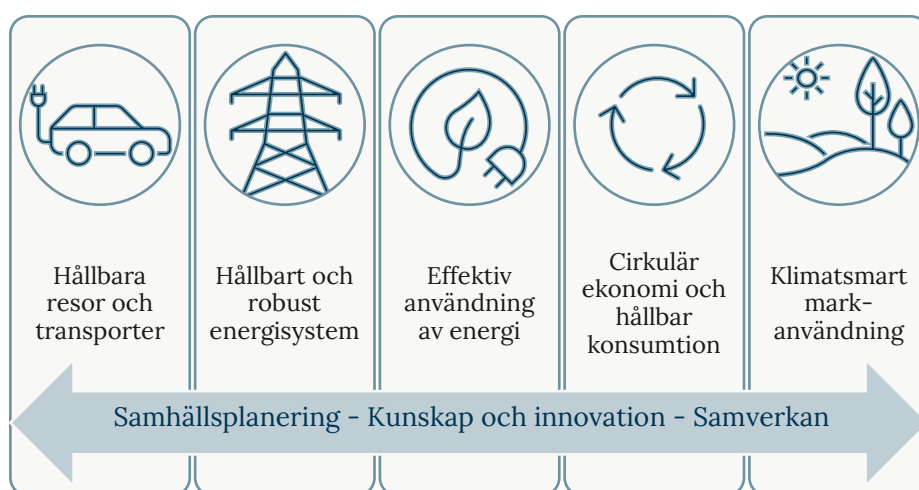 Hållbara
resor och
transporter
Hållbart och
robust
energisystem
Effektiv
användning
av energi
Cirkulär
ekonomi och
hållbar
konsumtion
Klimatsmart
mark-
användning
Samhällsplanering - Kunskap och innovation - Samverkan